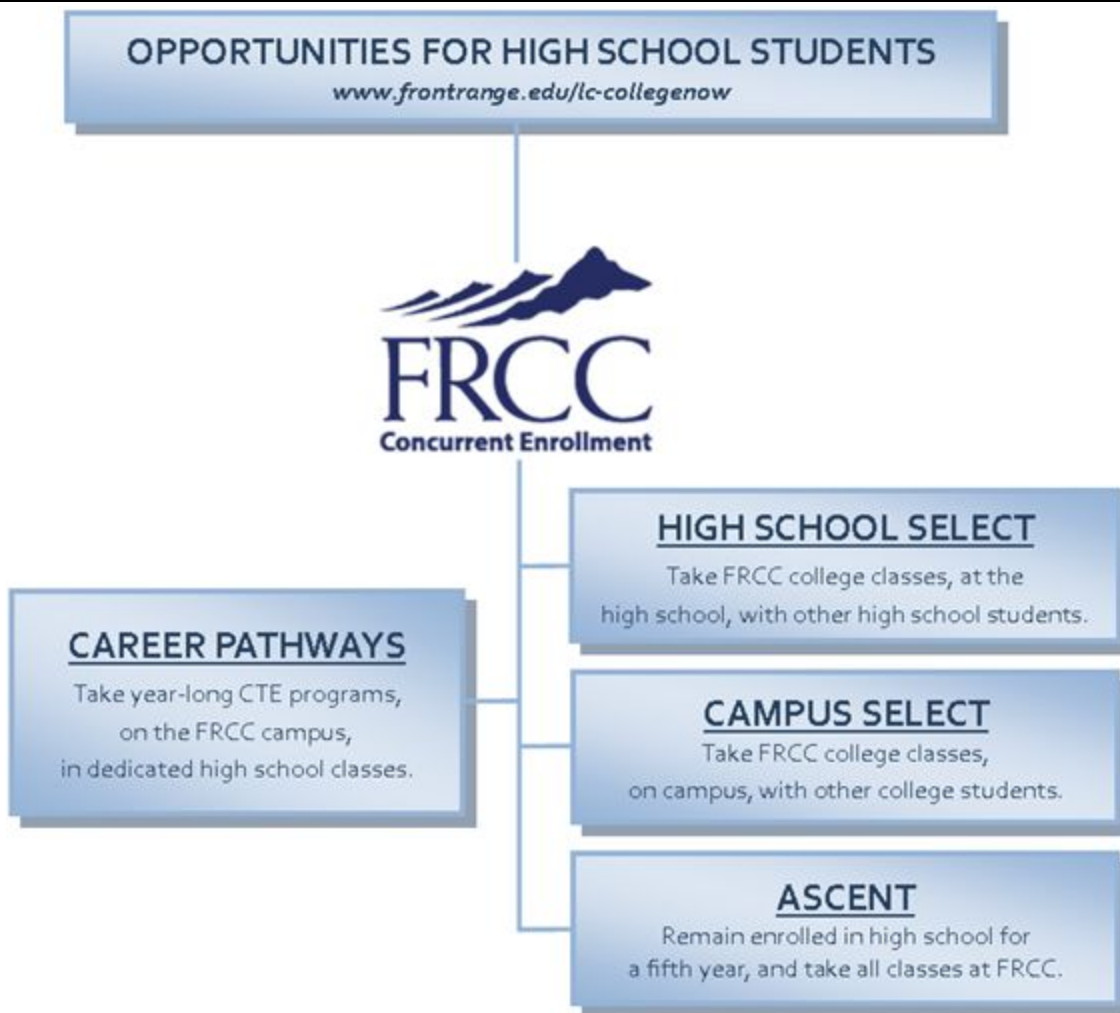 OPPORTUNITIES FOR HIGH SCHOOL STUDENTS
www.frontrange.edu/lc-collegenow
FRCC
Concurrent Enrollment
HIGH SCHOOL SELECT
Take FRCC college classes, at the
high school, with other high school students.
CAREER PATHWAYS
Take year-long CTE programs,
on the FRCC campus,
in dedicated high school classes.
CAMPUS SELECT
Take FRCC college classes,
on campus, with other college students.
ASCENT
Remain enrolled in high school for
a fifth year, and take all classes at FRCC.